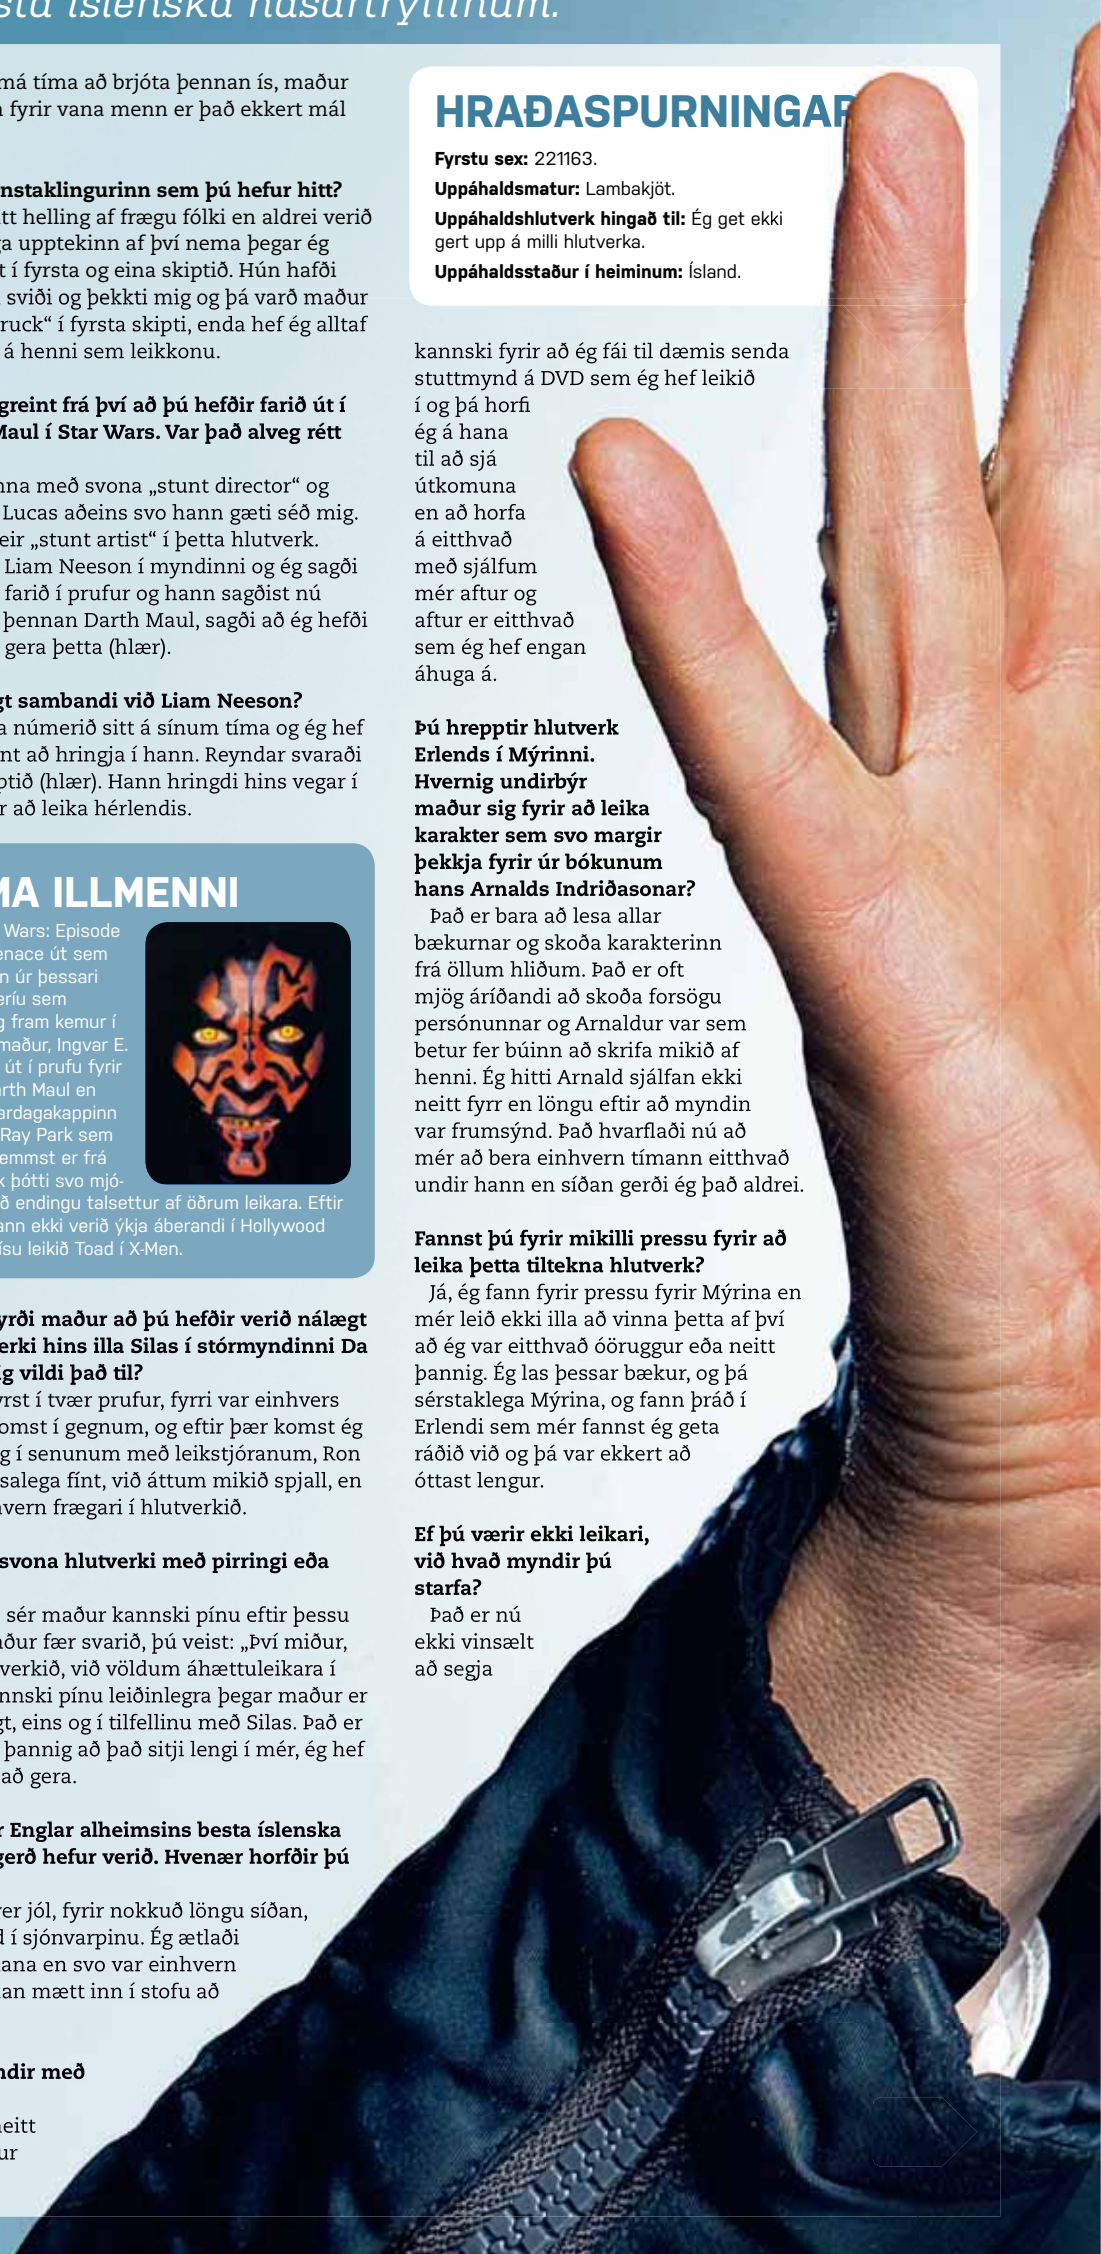 sta íslenska hasartryllinum.
má tíma að brjóta þennan ís, maður
fyrir vana menn er það ekkert mál
nstaklingurinn sem þú hefur hitt?
tt helling af frægu fólki en aldrei verið
ga upptekinn af því nema þegar ég
t í fyrsta og eina skiptið. Hún hafði
sviði og þekkti mig og þá varð maður
ruck“ í fyrsta skipti, enda hef ég alltaf
á henni sem leikkonu.
greint frá því að þú hefðir farið út í
Maul í Star Wars. Var það alveg rétt
nna með svona „stunt director“ og
Lucas aðeins svo hann gæti séð mig.
eir „stunt artist“ í þetta hlutverk.
Liam Neeson í myndinni og ég sagði
farið í prufur og hann sagðist nú
þennan Darth Maul, sagði að ég hefði
gera þetta (hlær).
gt sambandi við Liam Neeson?
a númerið sitt á sínum tíma og ég hef
nt að hringja í hann. Reyndar svaraði
ptið (hlær). Hann hringdi hins vegar í
r að leika hérlendis.
MA ILLMENNI
Wars: Episode
enace út sem
n úr þessari
eríu sem
g fram kemur í
maður, Ingvar E.
út í prufu fyrir
arth Maul en
ardagakappinn
Ray Park sem
emmst er frá
k þótti svo mjó-
ð endingu talsettur af öðrum leikara. Eftir
ann ekki verið ýkja áberandi í Hollywood
ísu leikið Toad í X-Men.
yrði maður að þú hefðir verið nálægt
erki hins illa Silas í stórmyndinni Da
ig vildi það til?
yrst í tvær prufur, fyrri var einhvers
omst í gegnum, og eftir þær komst ég
g í senunum með leikstjóranum, Ron
salega fínt, við áttum mikið spjall, en
hvern frægari í hlutverkið.
svona hlutverki með pirringi eða
sér maður kannski pínu eftir þessu
aður fær svarið, þú veist: „Því miður,
verkið, við völdum áhættuleikara í
nnski pínu leiðinlegra þegar maður er
gt, eins og í tilfellinu með Silas. Það er
þannig að það sitji lengi í mér, ég hef
að gera.
r Englar alheimsins besta íslenska
gerð hefur verið. Hvenær horfðir þú
er jól, fyrir nokkuð löngu síðan,
d í sjónvarpinu. Ég ætlaði
ana en svo var einhvern
an mætt inn í stofu að
ndir með
neitt
ur
HRAÐASPURNINGAR
Fyrstu sex: 221163.
Uppáhaldsmatur: Lambakjöt.
Uppáhaldshlutverk hingað til: Ég get ekki
gert upp á milli hlutverka.
Uppáhaldsstaður í heiminum: Ísland.
kannski fyrir að ég fái til dæmis senda
stuttmynd á DVD sem ég hef leikið
í og þá horfi
ég á hana
til að sjá
útkomuna
en að horfa
á eitthvað
með sjálfum
mér aftur og
aftur er eitthvað
sem ég hef engan
áhuga á.
Þú hrepptir hlutverk
Erlends í Mýrinni.
Hvernig undirbýr
maður sig fyrir að leika
karakter sem svo margir
þekkja fyrir úr bókunum
hans Arnalds Indriðasonar?
Það er bara að lesa allar
bækurnar og skoða karakterinn
frá öllum hliðum. Það er oft
mjög áríðandi að skoða forsögu
persónunnar og Arnaldur var sem
betur fer búinn að skrifa mikið af
henni. Ég hitti Arnald sjálfan ekki
neitt fyrr en löngu eftir að myndin
var frumsýnd. Það hvarflaði nú að
mér að bera einhvern tímann eitthvað
undir hann en síðan gerði ég það aldrei.
Fannst þú fyrir mikilli pressu fyrir að
leika þetta tiltekna hlutverk?
Já, ég fann fyrir pressu fyrir Mýrina en
mér leið ekki illa að vinna þetta af því
að ég var eitthvað óöruggur eða neitt
þannig. Ég las þessar bækur, og þá
sérstaklega Mýrina, og fann þráð í
Erlendi sem mér fannst ég geta
ráðið við og þá var ekkert að
óttast lengur.
Ef þú værir ekki leikari,
við hvað myndir þú
starfa?
Það er nú
ekki vinsælt
að segja